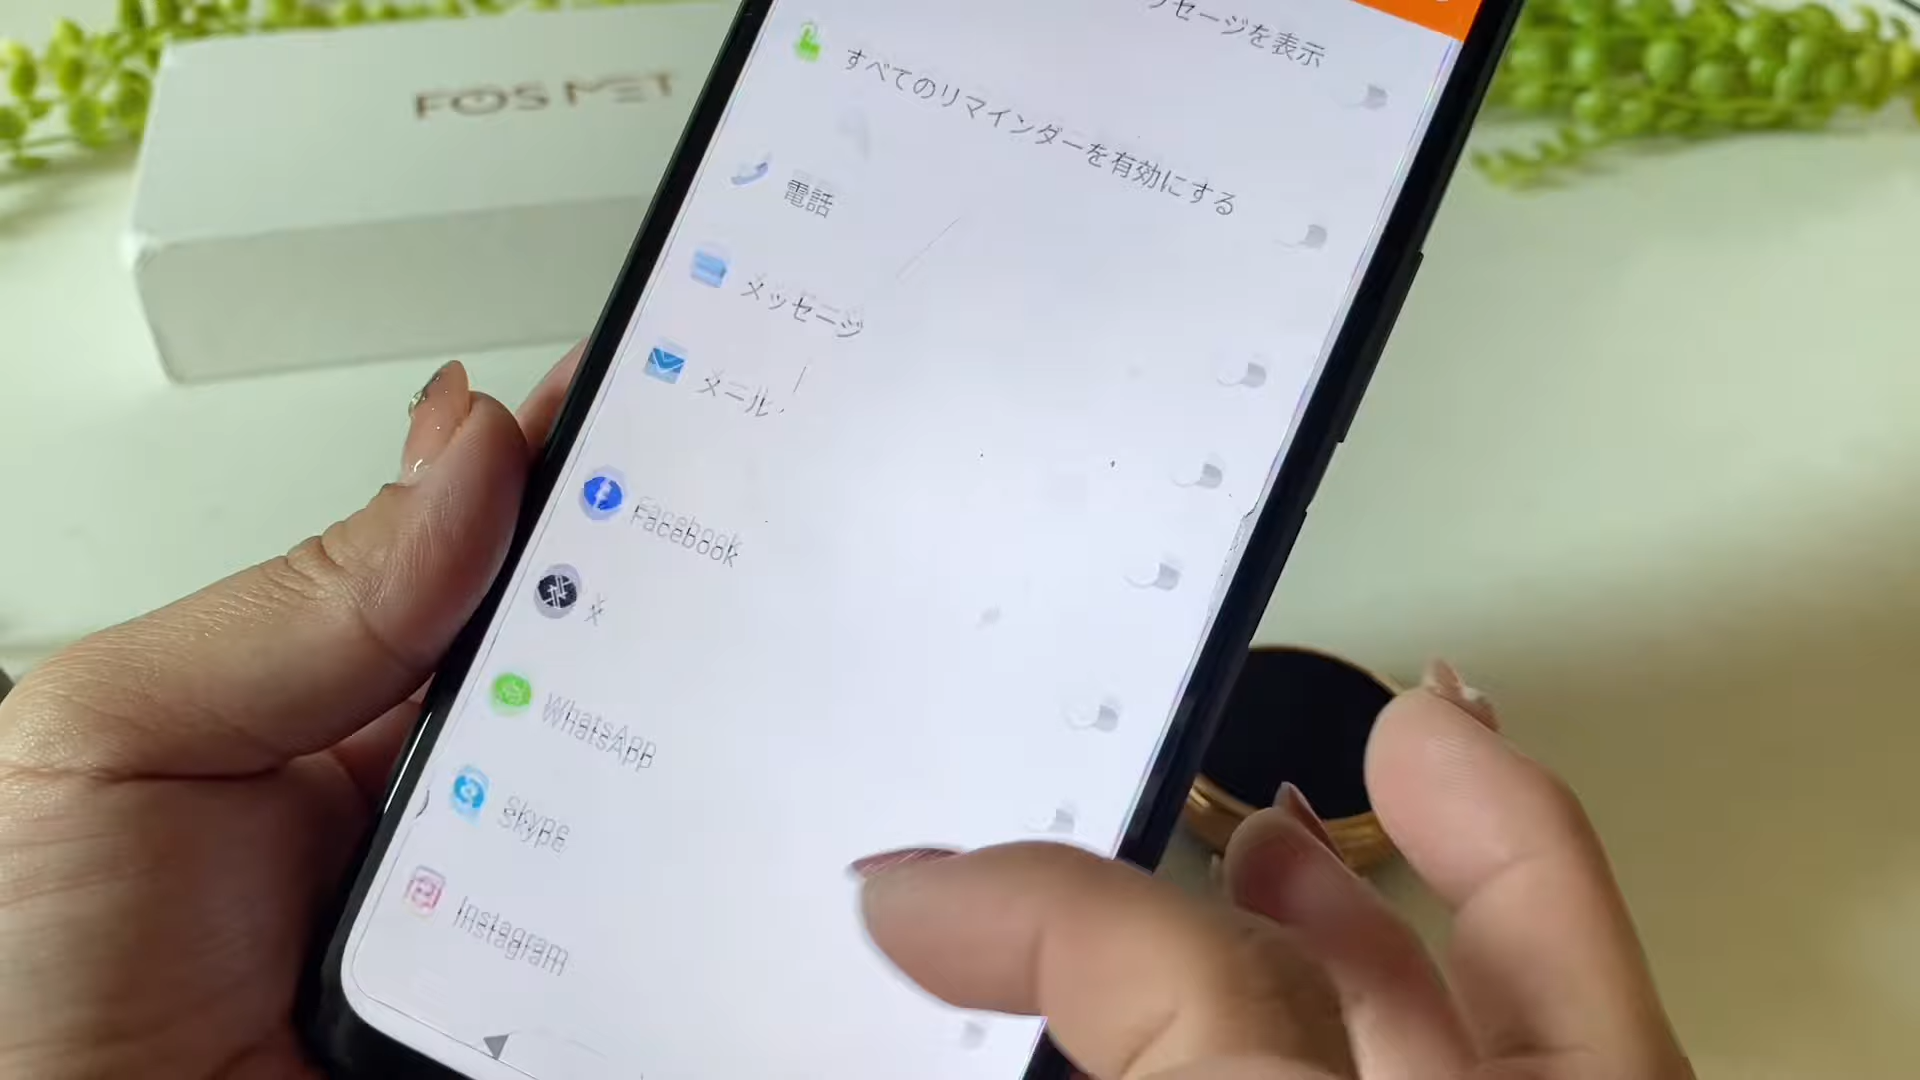 FOSMET
ッセージを表示
すべてのリマインダーを有効にする
電話
メッセージ
メール
Facebook
X
WhatsApp
Skype
Instagram